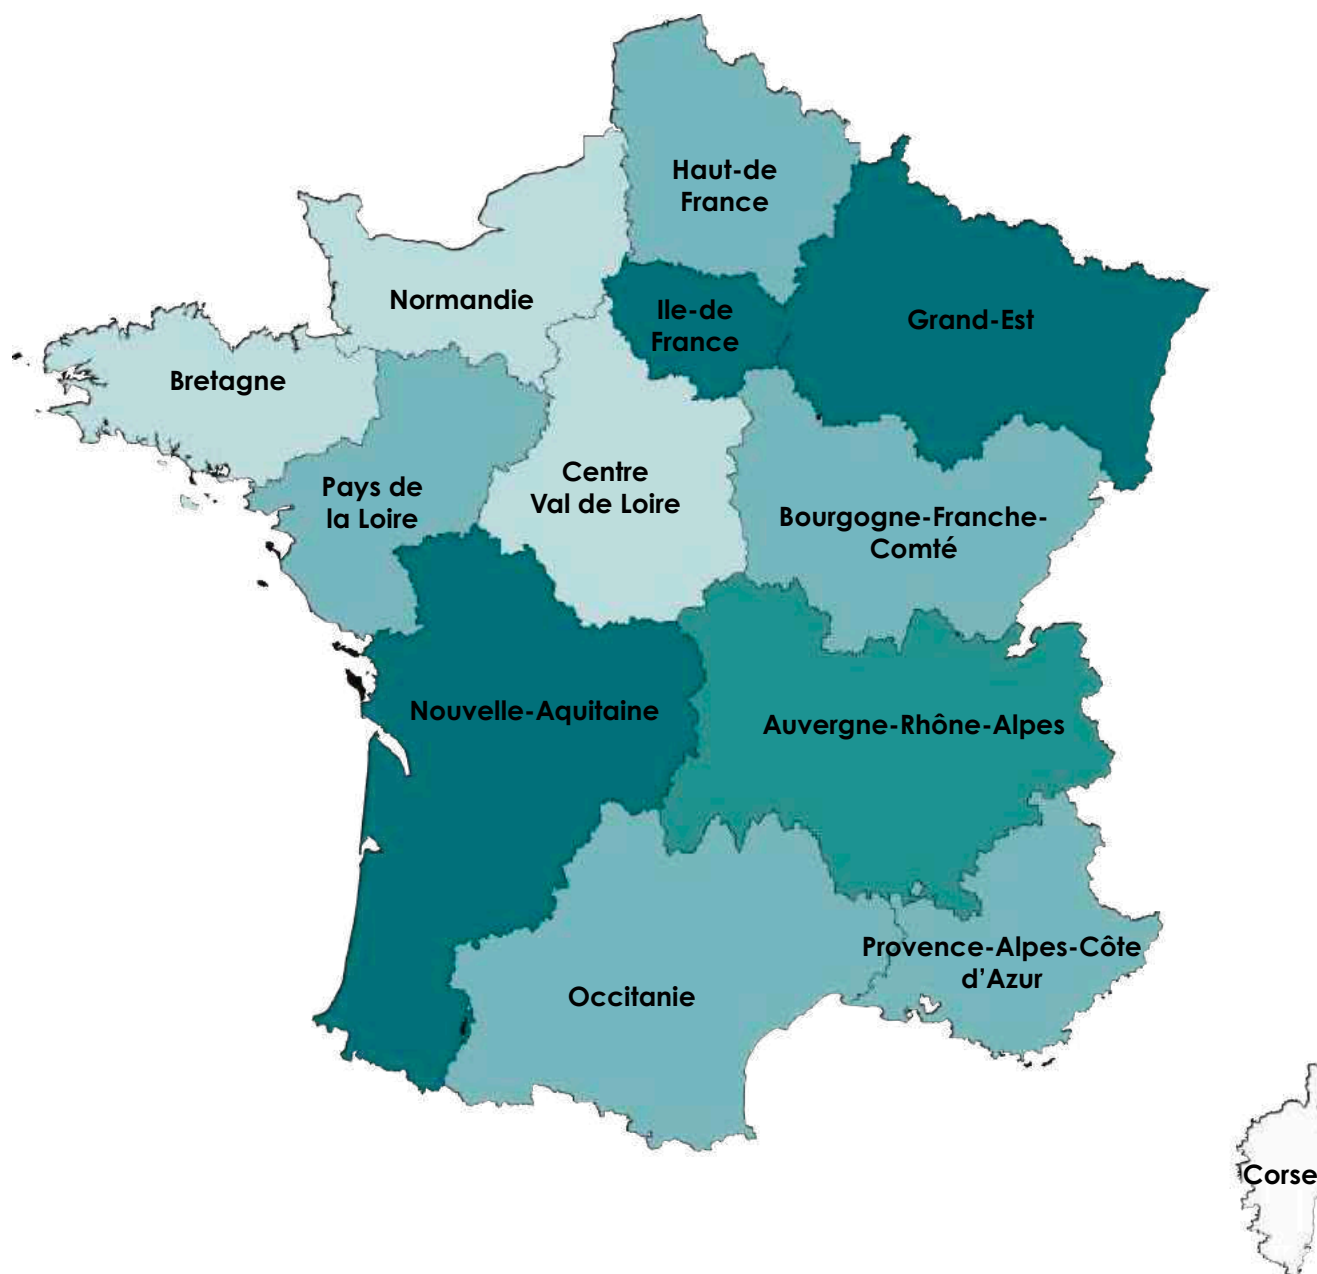 Haut-de
France
Normandie
Ile-de
France
Grand-Est
Bretagne
Centre
Val de Loire
Pays de
la Loire
Bourgogne-Franche-
Comté
Nouvelle-Aquitaine
Auvergne-Rhône-Alpes
Provence-Alpes-Côte
d’Azur
Occitanie
Corse